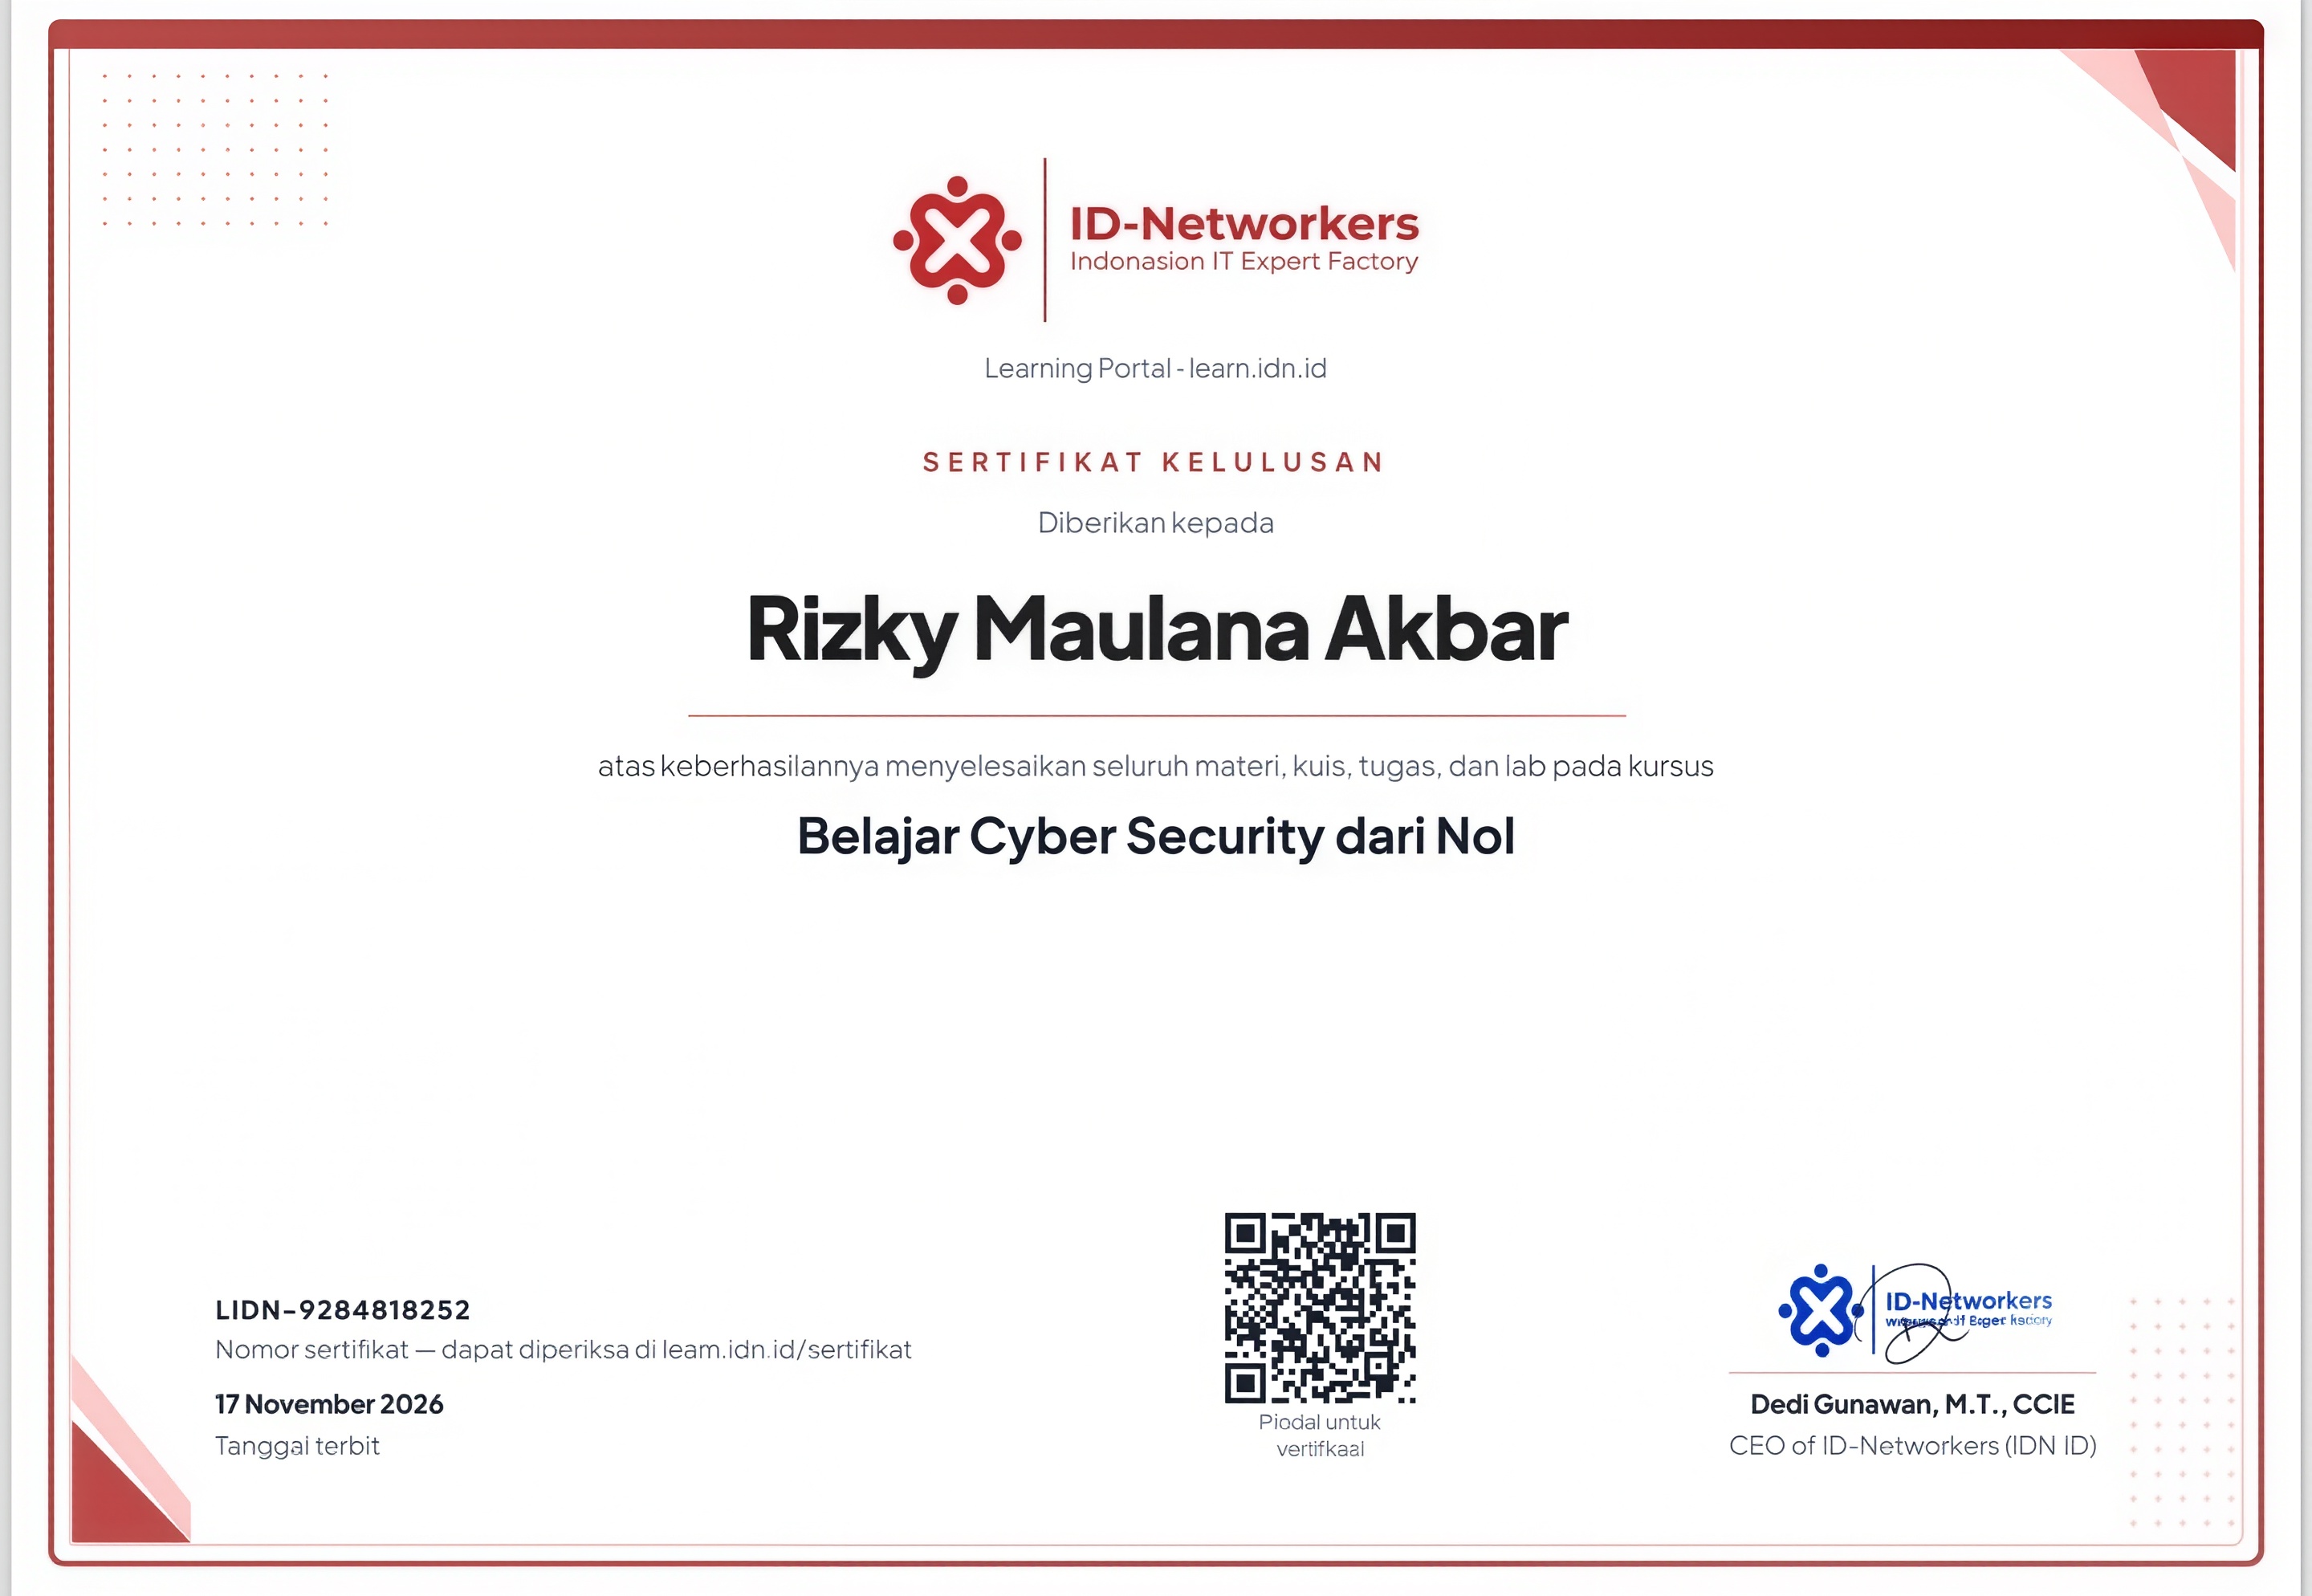 ID-Networkers
Indonasion IT Expert Factory
Learning Portal - learn.idn.id
SERTIFIKAT KELULUSAN
Diberikan kepada
Rizky Maulana Akbar
atas keberhasilannya menyelesaikan seluruh materi, kuis, tugas, dan lab pada kursus
Belajar Cyber Security dari Nol
LIDN-9284818252
Nomor sertifikat — dapat diperiksa di leam.idn.id/sertifikat
17 November 2026
Tanggai terbit
Piodal untuk
vertifkaal
ID-Networkers
Dedi Gunawan, M.T., CCIE
CEO of ID-Networkers (IDN ID)